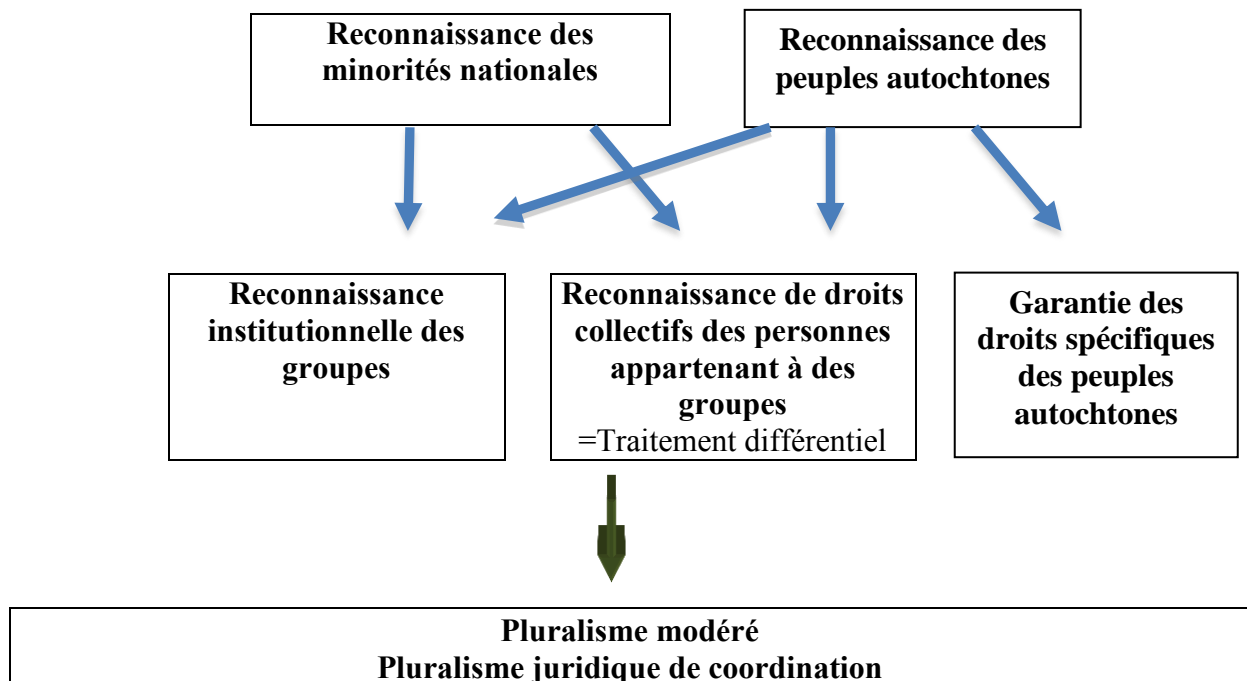 Reconnaissance des
minorités nationales
Reconnaissance des
peuples autochtones
Reconnaissance
institutionnelle des
groupes
Reconnaissance de droits
collectifs des personnes
appartenant à des
groupes
=Traitement différentiel
Garantie des
droits spécifiques
des peuples
autochtones
Pluralisme modéré
Pluralisme juridique de coordination